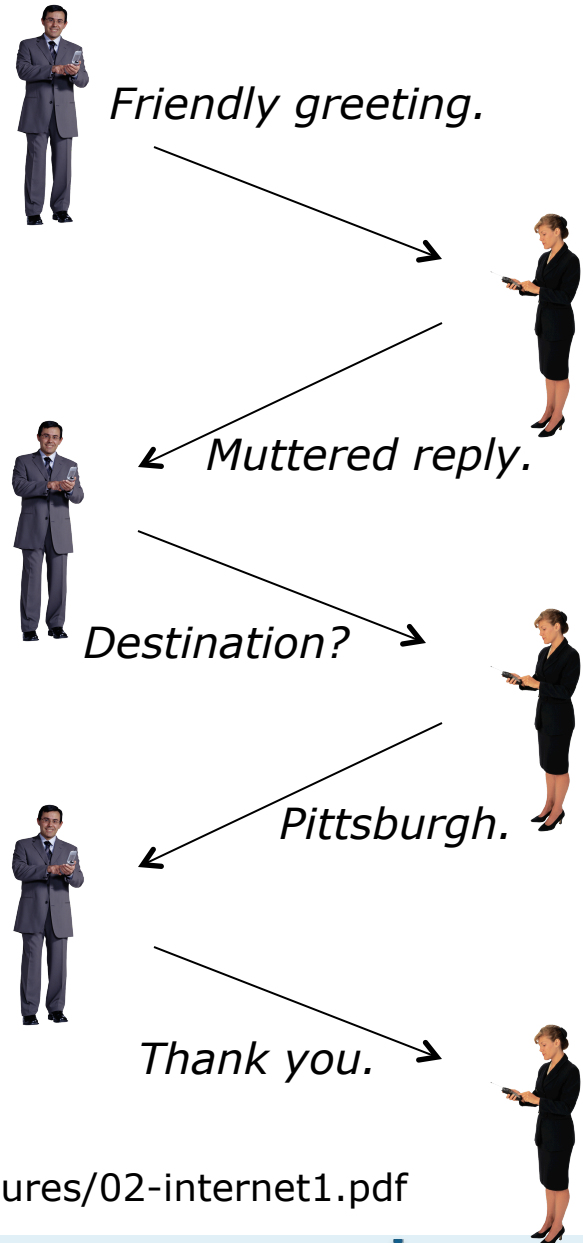 Friendly greeting.
Muttered reply.
Destination?
Pittsburgh.
Thank you.
ures/02-internet1.pdf